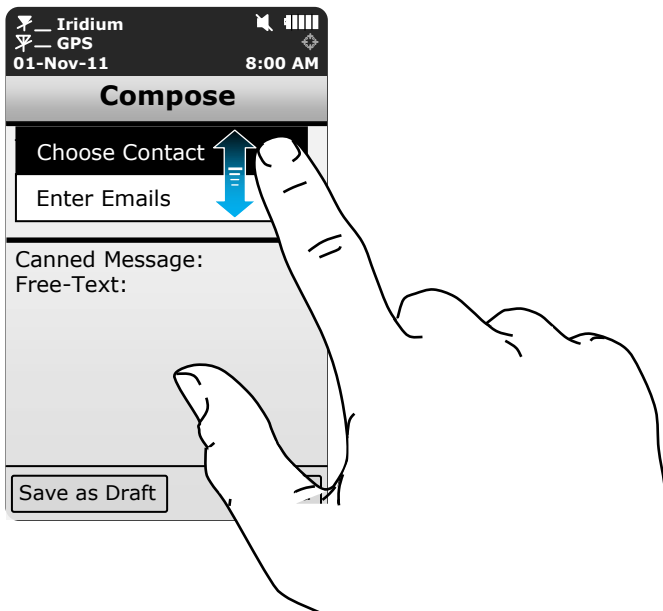 Iridium
GPS
01-Nov-11 8:00 AM
Compose
Choose Contact
Enter Emails
Canned Message:
Free-Text:
Save as Draft